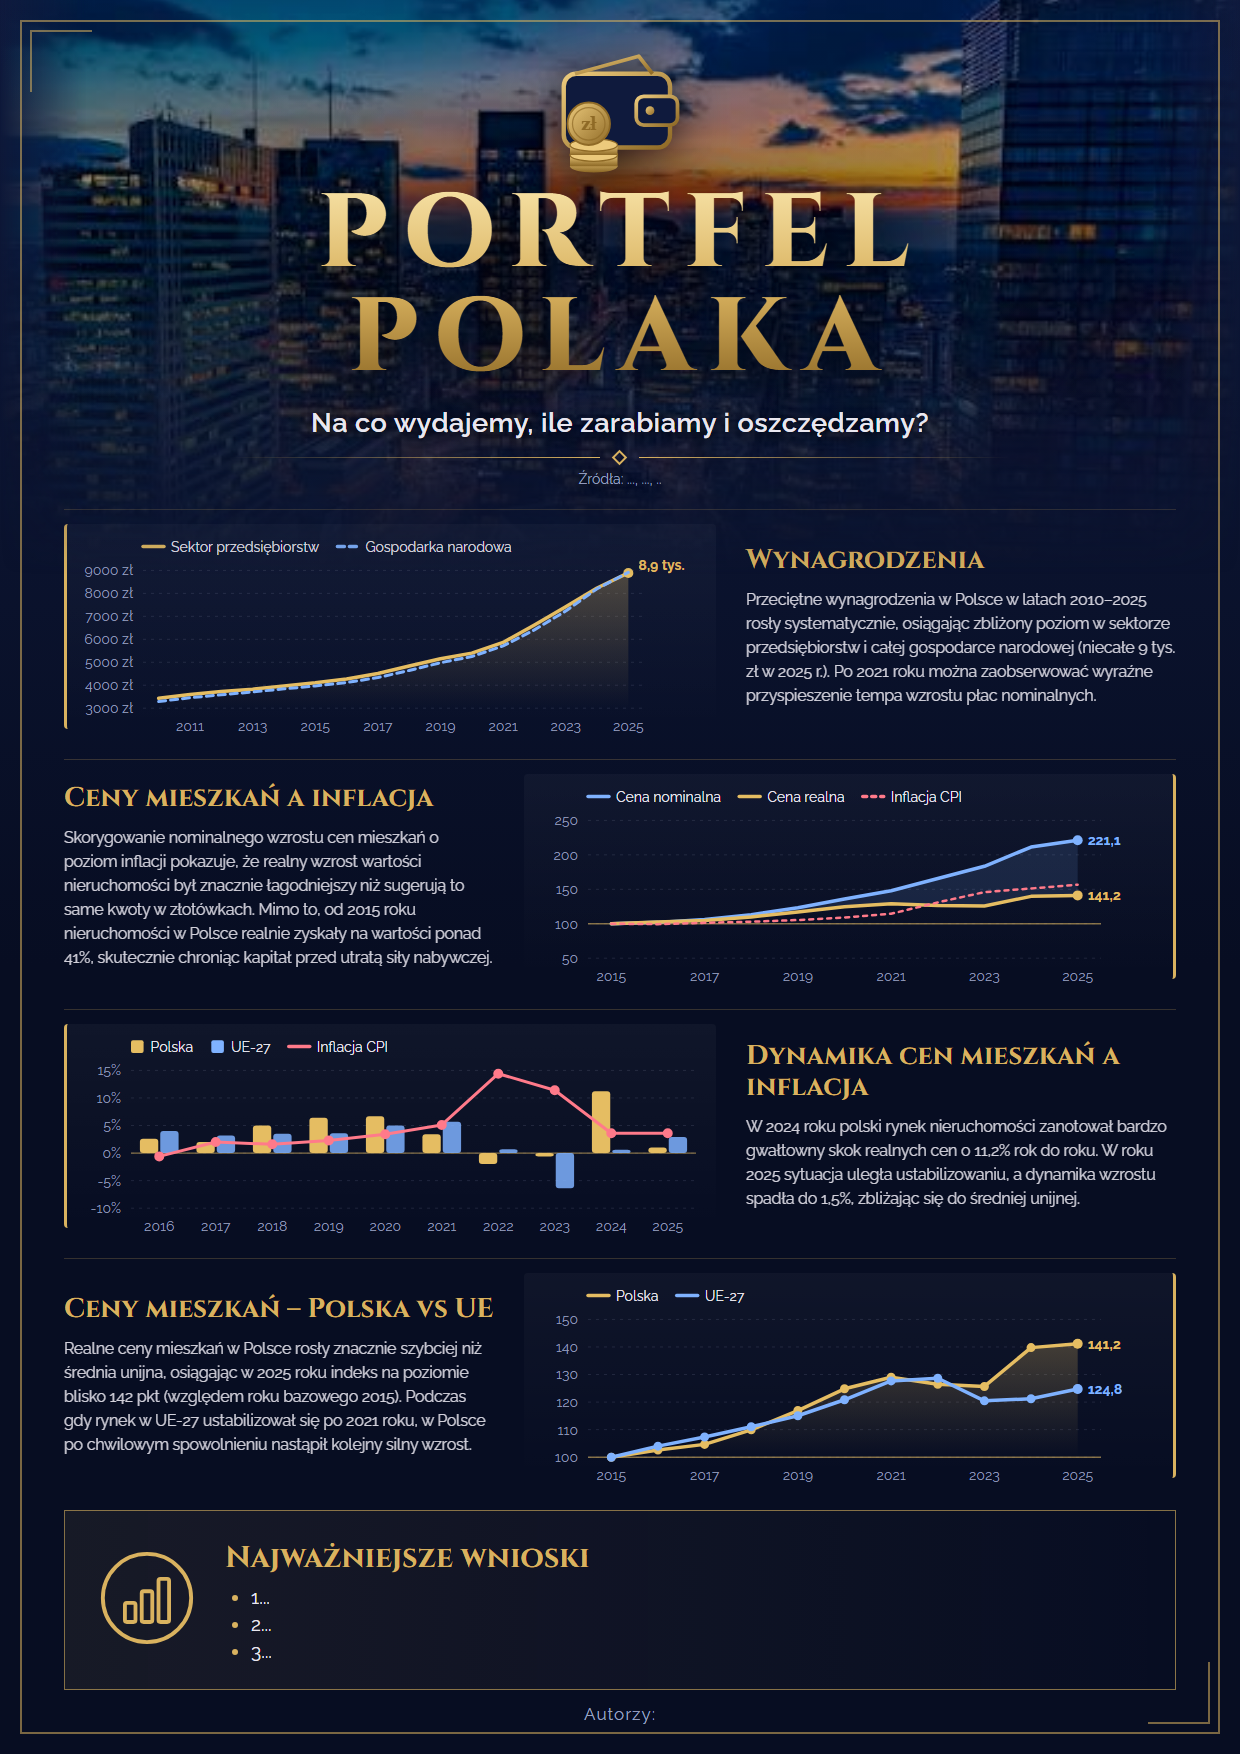 zł
PORTFEL
POLAKA
Na co wydajemy, ile zarabiamy i oszczędzamy?
Źródła: ..., ..., ..
Sektor przedsiębiorstw Gospodarka narodowa
9000 zł
8000 zł
7000 zł
6000 zł
5000 zł
4000 zł
3000 zł
8,9 tys.
2011 2013 2015 2017 2019 2021 2023 2025
Wynagrodzenia
Przeciętne wynagrodzenia w Polsce w latach 2010–2025
rosły systematycznie, osiągając zbliżony poziom w sektorze
przedsiębiorstw i całej gospodarce narodowej (niecałe 9 tys.
zł w 2025 r.). Po 2021 roku można zaobserwować wyraźne
przyspieszenie tempa wzrostu płac nominalnych.
Ceny mieszkań a inflacja
Skorygowanie nominalnego wzrostu cen mieszkań o
poziom inflacji pokazuje, że realny wzrost wartości
nieruchomości był znacznie łagodniejszy niż sugerują to
same kwoty w złotówkach. Mimo to, od 2015 roku
nieruchomości w Polsce realnie zyskały na wartości ponad
41%, skutecznie chroniąc kapitał przed utratą siły nabywczej.
Cena nominalna Cena realna Inflacja CPI
250
200
150
100
50
221,1
141,2
2015 2017 2019 2021 2023 2025
Polska UE-27 Inflacja CPI
15%
10%
5%
0%
-5%
-10%
2016 2017 2018 2019 2020 2021 2022 2023 2024 2025
Dynamika cen mieszkań a
inflacja
W 2024 roku polski rynek nieruchomości zanotował bardzo
gwałtowny skok realnych cen o 11,2% rok do roku. W roku
2025 sytuacja uległa ustabilizowaniu, a dynamika wzrostu
spadła do 1,5%, zbliżając się do średniej unijnej.
Ceny mieszkań – Polska vs UE
Realne ceny mieszkań w Polsce rosły znacznie szybciej niż
średnia unijna, osiągając w 2025 roku indeks na poziomie
blisko 142 pkt (względem roku bazowego 2015). Podczas
gdy rynek w UE-27 ustabilizował się po 2021 roku, w Polsce
po chwilowym spowolnieniu nastąpił kolejny silny wzrost.
Polska UE-27
150
140
130
120
110
100
141,2
124,8
2015 2017 2019 2021 2023 2025
Najważniejsze wnioski
• 1...
• 2...
• 3...
Autorzy: